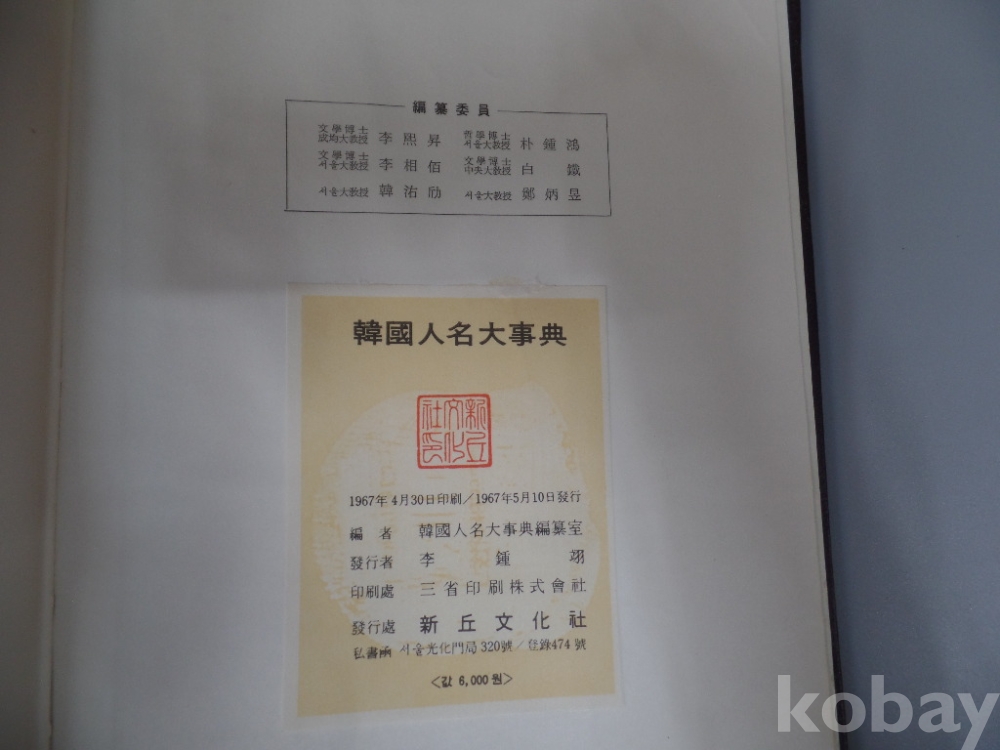 編纂委員
文學博士
成均大敎授 李熙昇
哲學博士
서울大敎授 朴鍾鴻
文學博士
서울大敎授 李相佰
文學博士
中央大敎授 白鐵
서울大敎授 韓㳓劤
서울大敎授 鄭炳昱
韓國人名大事典
新丘文化社印
1967年 4月30日印刷／1967年5月10日發行
編者 韓國人名大事典編纂室
發行者 李鍾翊
印刷處 三省印刷株式會社
發行處 新丘文化社
私書函 서울光化門局 320號／登錄474 號
<값 6,000원>
kobay